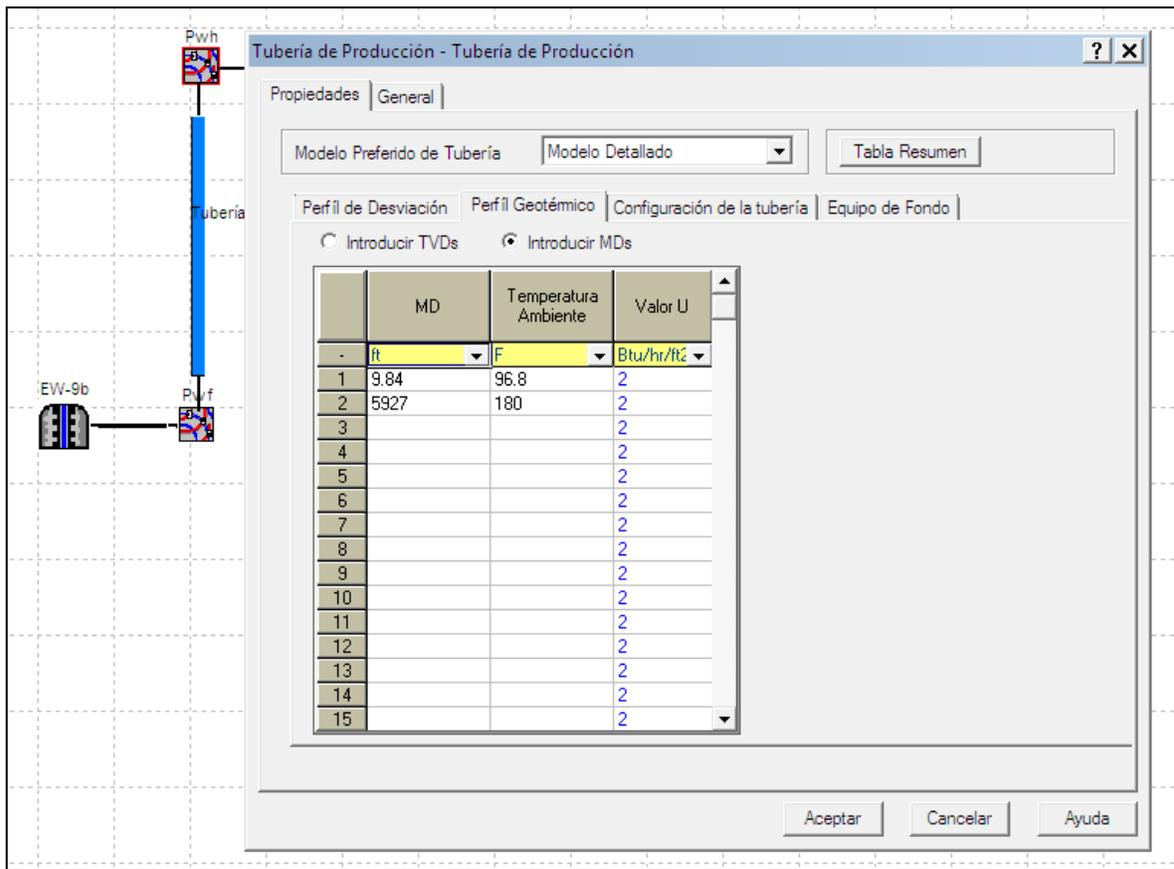 Pwh
Tubería de Producción - Tubería de Producción
Propiedades General
Modelo Preferido de Tubería Modelo Detallado Tabla Resumen
Perfíl de Desviación Perfíl Geotémico Configuración de la tubería Equipo de Fondo
Tubería
Introducir TVDs Introducir MDs
MD Temperatura Ambiente Valor U
- ft F Btu/hr/ft2
1 9.84 96.8 2
2 5927 180 2
3 2
4 2
5 2
6 2
7 2
8 2
9 2
10 2
11 2
12 2
13 2
14 2
15 2
EW-9b
Pwf
Aceptar Cancelar Ayuda